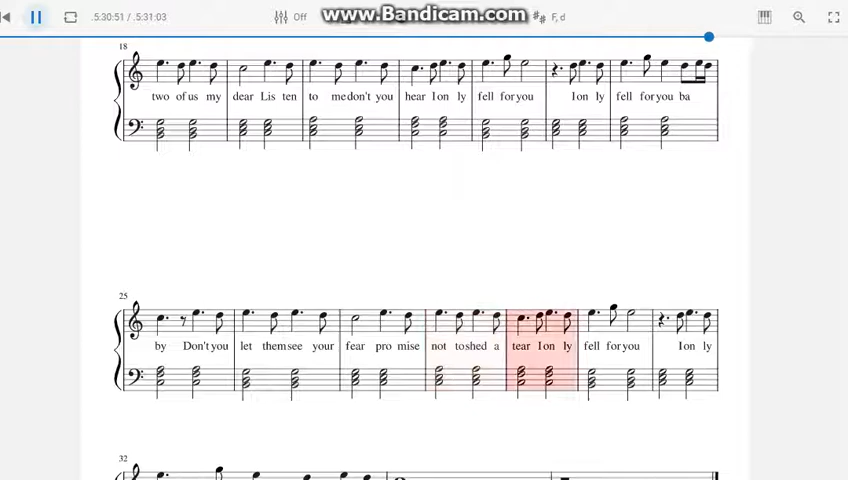 .5:30:51 / .5:31:03
Off
www.Bandicam.com
F, d
18
two of us my dear Lis ten to me don't you hear I on ly fell for you I on ly fell for you ba
25
by Don't you let them see your fear pro mise not to shed a tear I on ly fell for you I on ly
32